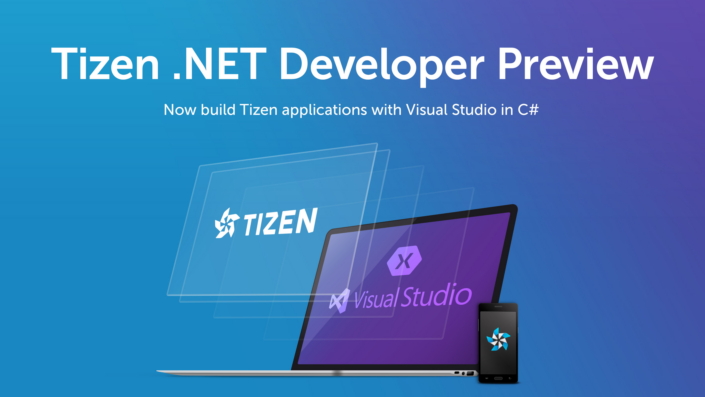 Tizen .NET Developer Preview
Now build Tizen applications with Visual Studio in C#
TIZEN
Visual Studio